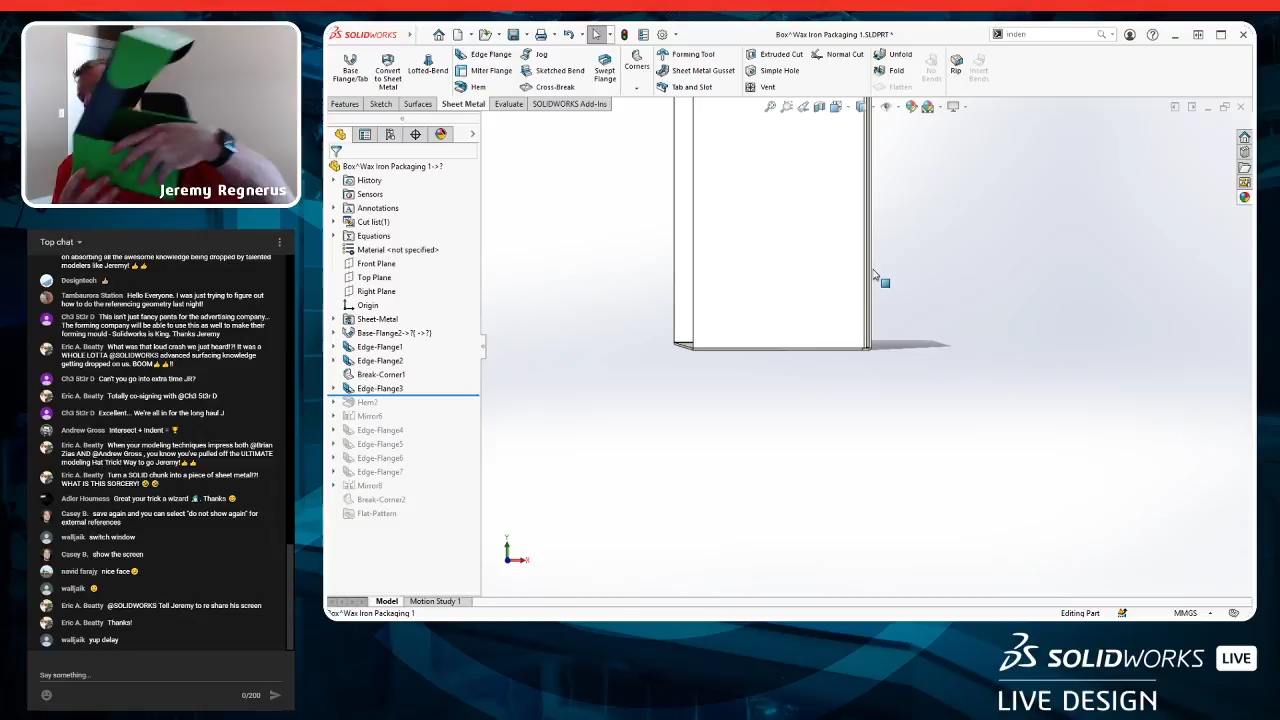 Jeremy Regnerus
Top chat
on absorbing all the awesome knowledge being dropped by talented
modelers like Jeremy!
Designtech
Tambaurora Station Hello Everyone. I was just trying to figure out
how to do the referencing geometry last night!
Ch3 5t3r D This isn't just fancy pants for the advertising company...
The forming company will be able to use this as well to make their
forming mould - Solidworks is King. Thanks Jeremy
Eric A. Beatty What was that loud crash we just heard?!! It was a
WHOLE LOTTA @SOLIDWORKS advanced surfacing knowledge
getting dropped on us. BOOM
Ch3 5t3r D Can't you go into extra time JR?
Eric A. Beatty Totally co-signing with @Ch3 5t3r D
Ch3 5t3r D Excellent... We're all in for the long haul J
Andrew Gross Intersect + Indent =
Eric A. Beatty When your modeling techniques impress both @Brian
Zias AND @Andrew Gross , you know you've pulled off the ULTIMATE
modeling Hat Trick! Way to go Jeremy!
Eric A. Beatty Turn a SOLID chunk into a piece of sheet metal!?!
WHAT IS THIS SORCERY!
Adler Houmess Great your trick a wizard . Thanks
Casey B. save again and you can select "do not show again" for
external references
walljaik switch window
Casey B. show the screen
navid farajy nice face
walljaik
Eric A. Beatty @SOLIDWORKS Tell Jeremy to re share his screen
Eric A. Beatty Thanks!
walljaik yup delay
Say something...
0/200
SOLIDWORKS
Box^Wax Iron Packaging 1.SLDPRT *
inden
Base
Flange/Tab
Convert
to Sheet
Metal
Lofted-Bend
Edge Flange
Miter Flange
Hem
Jog
Sketched Bend
Cross-Break
Swept
Flange
Corners
Forming Tool
Sheet Metal Gusset
Tab and Slot
Extruded Cut
Simple Hole
Vent
Normal Cut
Unfold
Fold
Flatten
No
Bends
Rip
Insert
Bends
Features
Sketch
Surfaces
Sheet Metal
Evaluate
SOLIDWORKS Add-Ins
Box^Wax Iron Packaging 1->?
History
Sensors
Annotations
Cut list(1)
Equations
Material <not specified>
Front Plane
Top Plane
Right Plane
Origin
Sheet-Metal
Base-Flange2->?{ ->?}
Edge-Flange1
Edge-Flange2
Break-Corner1
Edge-Flange3
Hem2
Mirror6
Edge-Flange4
Edge-Flange5
Edge-Flange6
Edge-Flange7
Mirror8
Break-Corner2
Flat-Pattern
Y
X
Model
Motion Study 1
Box^Wax Iron Packaging 1
Editing Part
MMGS
SOLIDWORKS
LIVE
LIVE DESIGN